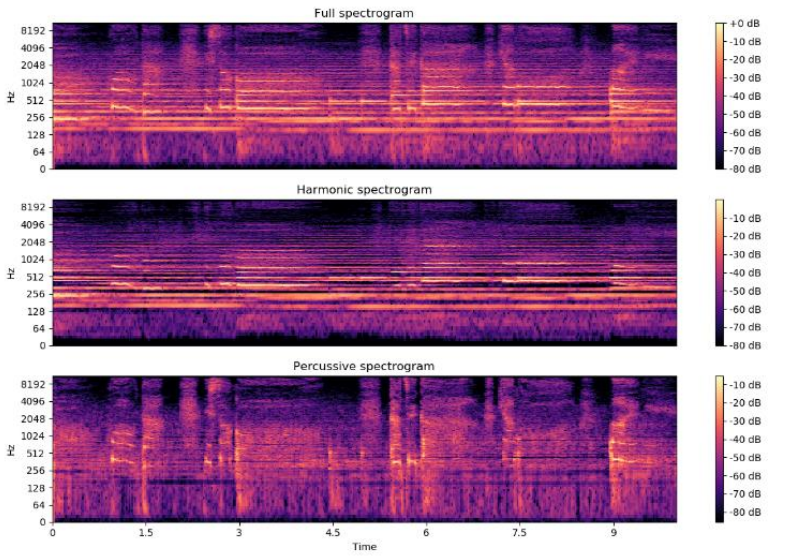 Full spectrogram
8192
4096
2048
1024
512
256
128
64
0
Hz
+0 dB
-10 dB
-20 dB
-30 dB
-40 dB
-50 dB
-60 dB
-70 dB
-80 dB
Harmonic spectrogram
8192
4096
2048
1024
512
256
128
64
0
Hz
-10 dB
-20 dB
-30 dB
-40 dB
-50 dB
-60 dB
-70 dB
-80 dB
Percussive spectrogram
8192
4096
2048
1024
512
256
128
64
0
Hz
-10 dB
-20 dB
-30 dB
-40 dB
-50 dB
-60 dB
-70 dB
-80 dB
0 1.5 3 4.5 6 7.5 9
Time